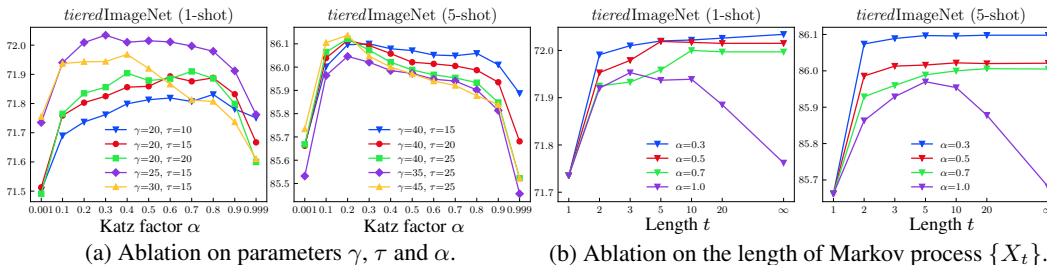 tieredImageNet (1-shot)
72.0
71.9
71.8
71.7
71.6
71.5
0.001 0.1 0.2 0.3 0.4 0.5 0.6 0.7 0.8 0.9 0.999
Katz factor α
γ=20, τ=10
γ=20, τ=15
γ=20, τ=20
γ=25, τ=15
γ=30, τ=15
tieredImageNet (5-shot)
86.1
86.0
85.9
85.8
85.7
85.6
85.5
0.001 0.1 0.2 0.3 0.4 0.5 0.6 0.7 0.8 0.9 0.999
Katz factor α
γ=40, τ=15
γ=40, τ=20
γ=40, τ=25
γ=35, τ=25
γ=45, τ=25
(a) Ablation on parameters γ, τ and α.
tieredImageNet (1-shot)
72.0
71.9
71.8
71.7
1 2 3 5 10 20 ∞
Length t
α=0.3
α=0.5
α=0.7
α=1.0
tieredImageNet (5-shot)
86.1
86.0
85.9
85.8
85.7
1 2 3 5 10 20 ∞
Length t
α=0.3
α=0.5
α=0.7
α=1.0
(b) Ablation on the length of Markov process {X_t}.